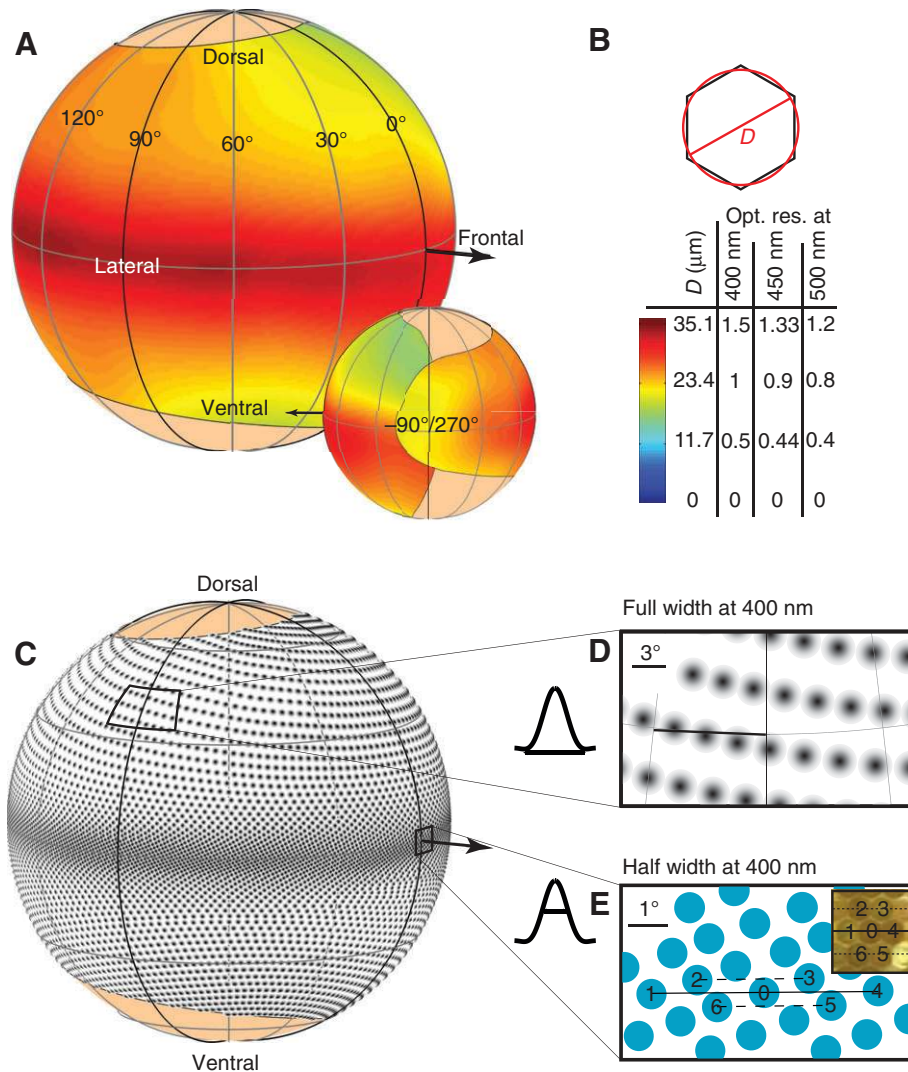 A
Dorsal
120°
90°
60°
30°
0°
Lateral
Frontal
Ventral
–90°/270°
B
D
Opt. res. at
D (μm)
400 nm
450 nm
500 nm
35.1 1.5 1.33 1.2
23.4 1 0.9 0.8
11.7 0.5 0.44 0.4
0 0 0 0
C
Dorsal
Ventral
Full width at 400 nm
D
3°
Half width at 400 nm
E
1°
2 3
1 0 4
6 5
2 3
1 0 4
6 5